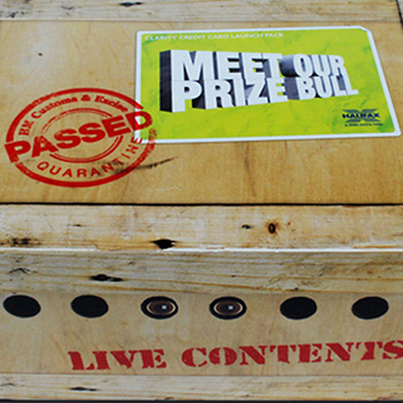 CLARITY CREDIT CARD LAUNCH PACK
MEET OUR
PRIZE BULL
HALIFAX
HM Customs & Excise
PASSED
QUARANTINE
LIVE CONTENTS